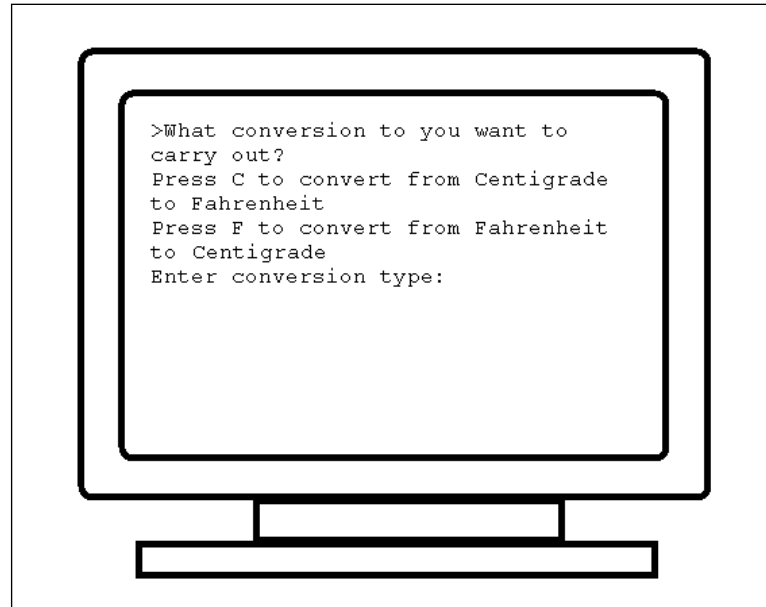 >What conversion to you want to
carry out?
Press C to convert from Centigrade
to Fahrenheit
Press F to convert from Fahrenheit
to Centigrade
Enter conversion type: